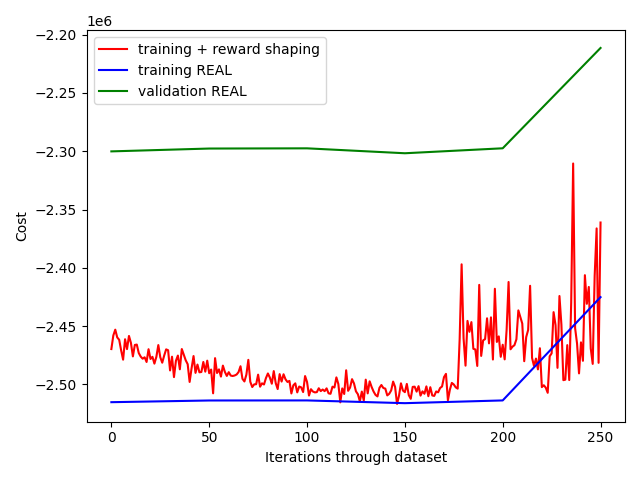 1e6
training + reward shaping
training REAL
validation REAL
−2.20
−2.25
−2.30
−2.35
−2.40
−2.45
−2.50
Cost
0 50 100 150 200 250
Iterations through dataset